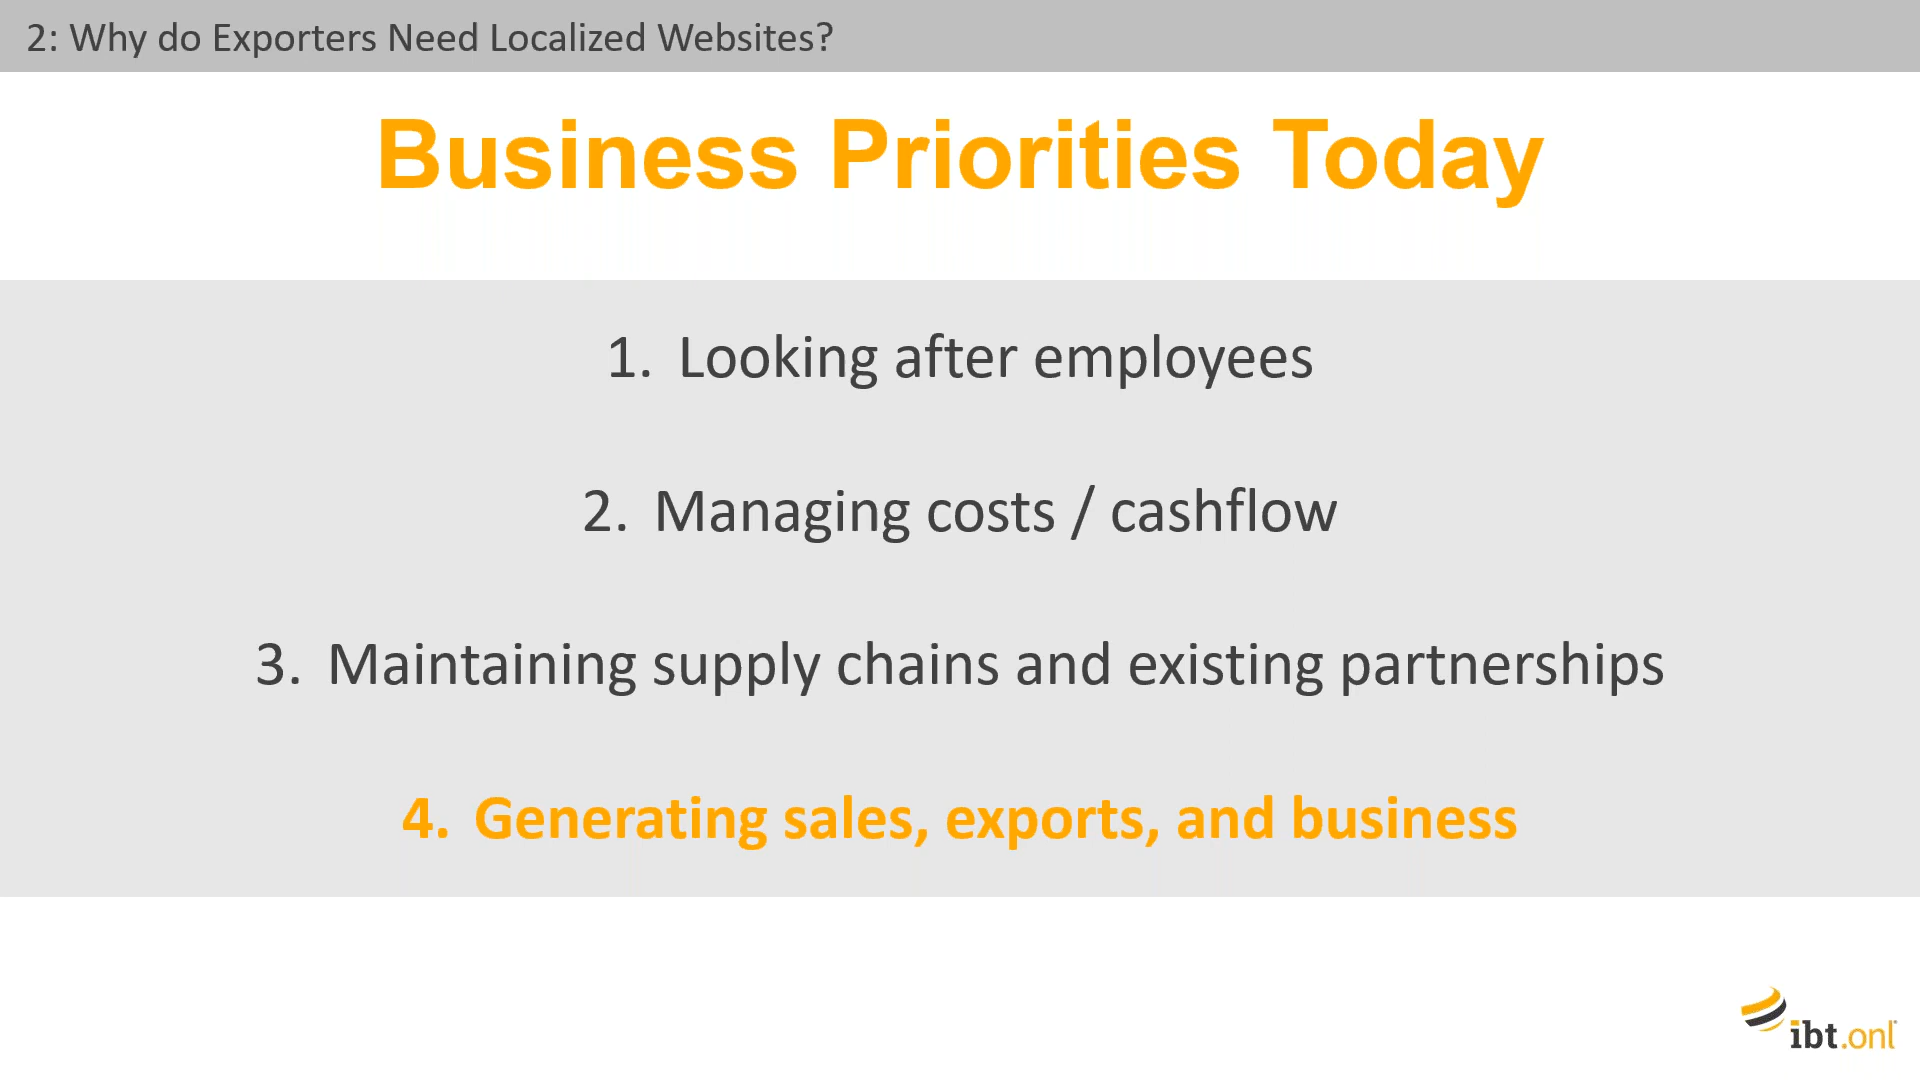 2: Why do Exporters Need Localized Websites?
Business Priorities Today
1. Looking after employees
2. Managing costs / cashflow
3. Maintaining supply chains and existing partnerships
4. Generating sales, exports, and business
ibt.onl